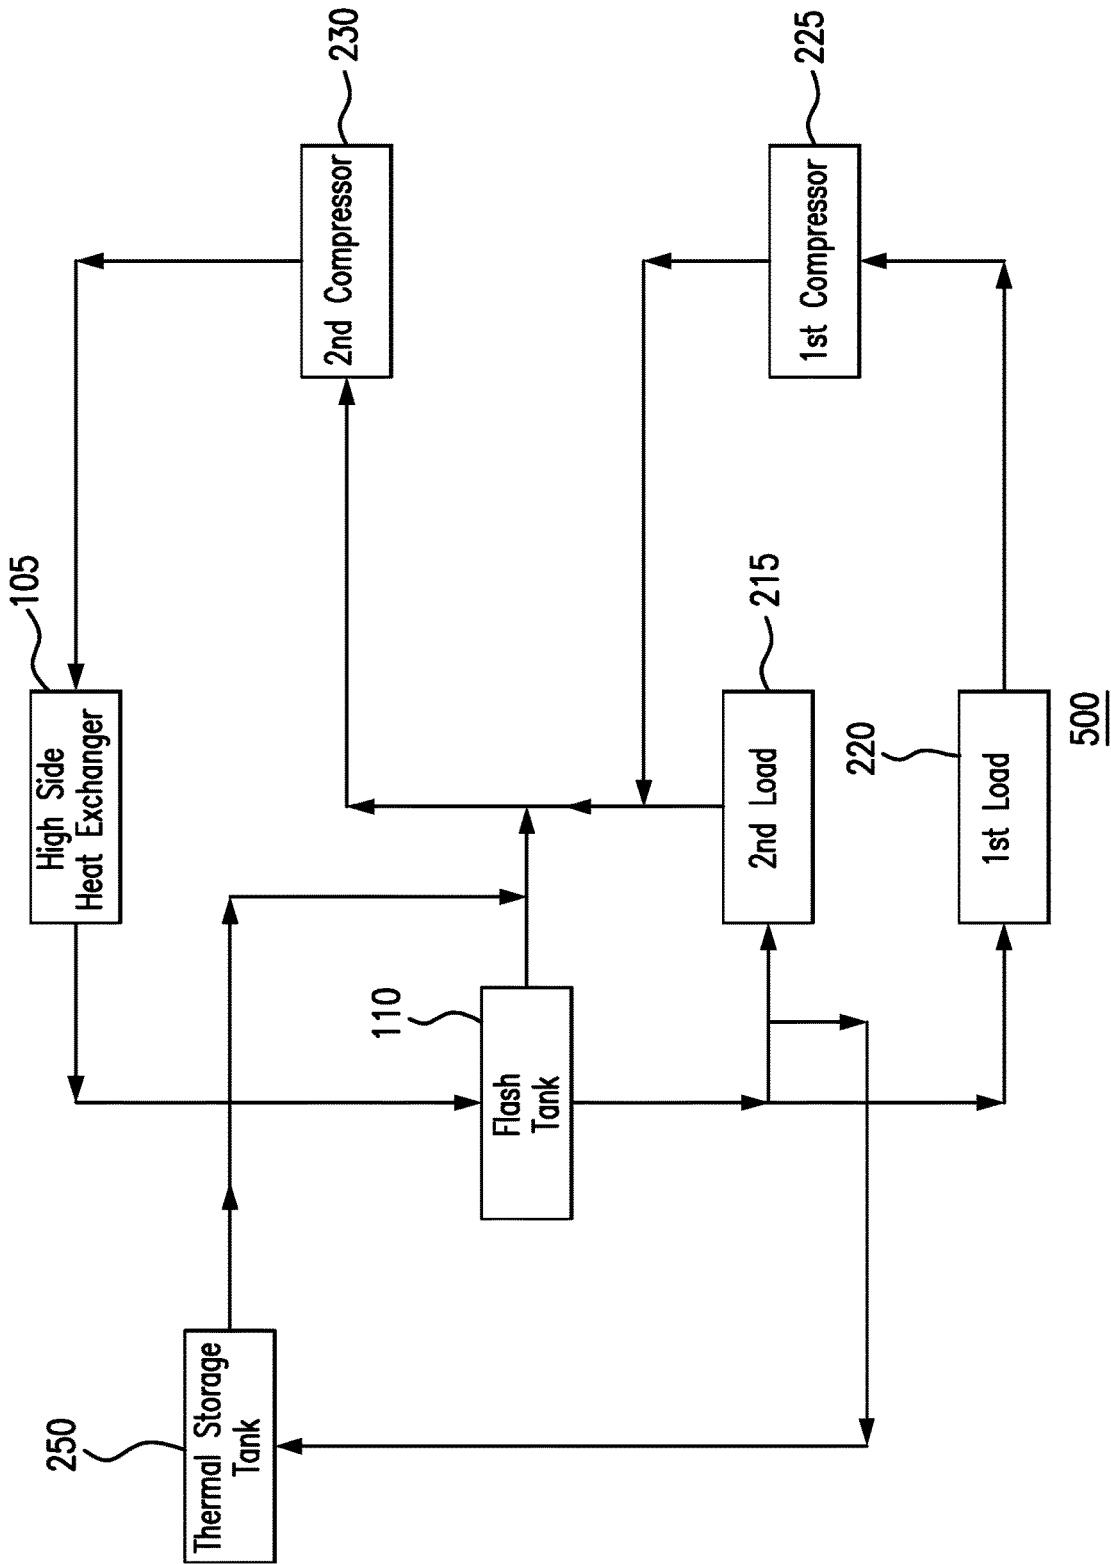 250
Thermal Storage
Tank
105
High Side
Heat Exchanger
230
2nd Compressor
110
Flash
Tank
215
2nd Load
225
1st Compressor
220
1st Load
500